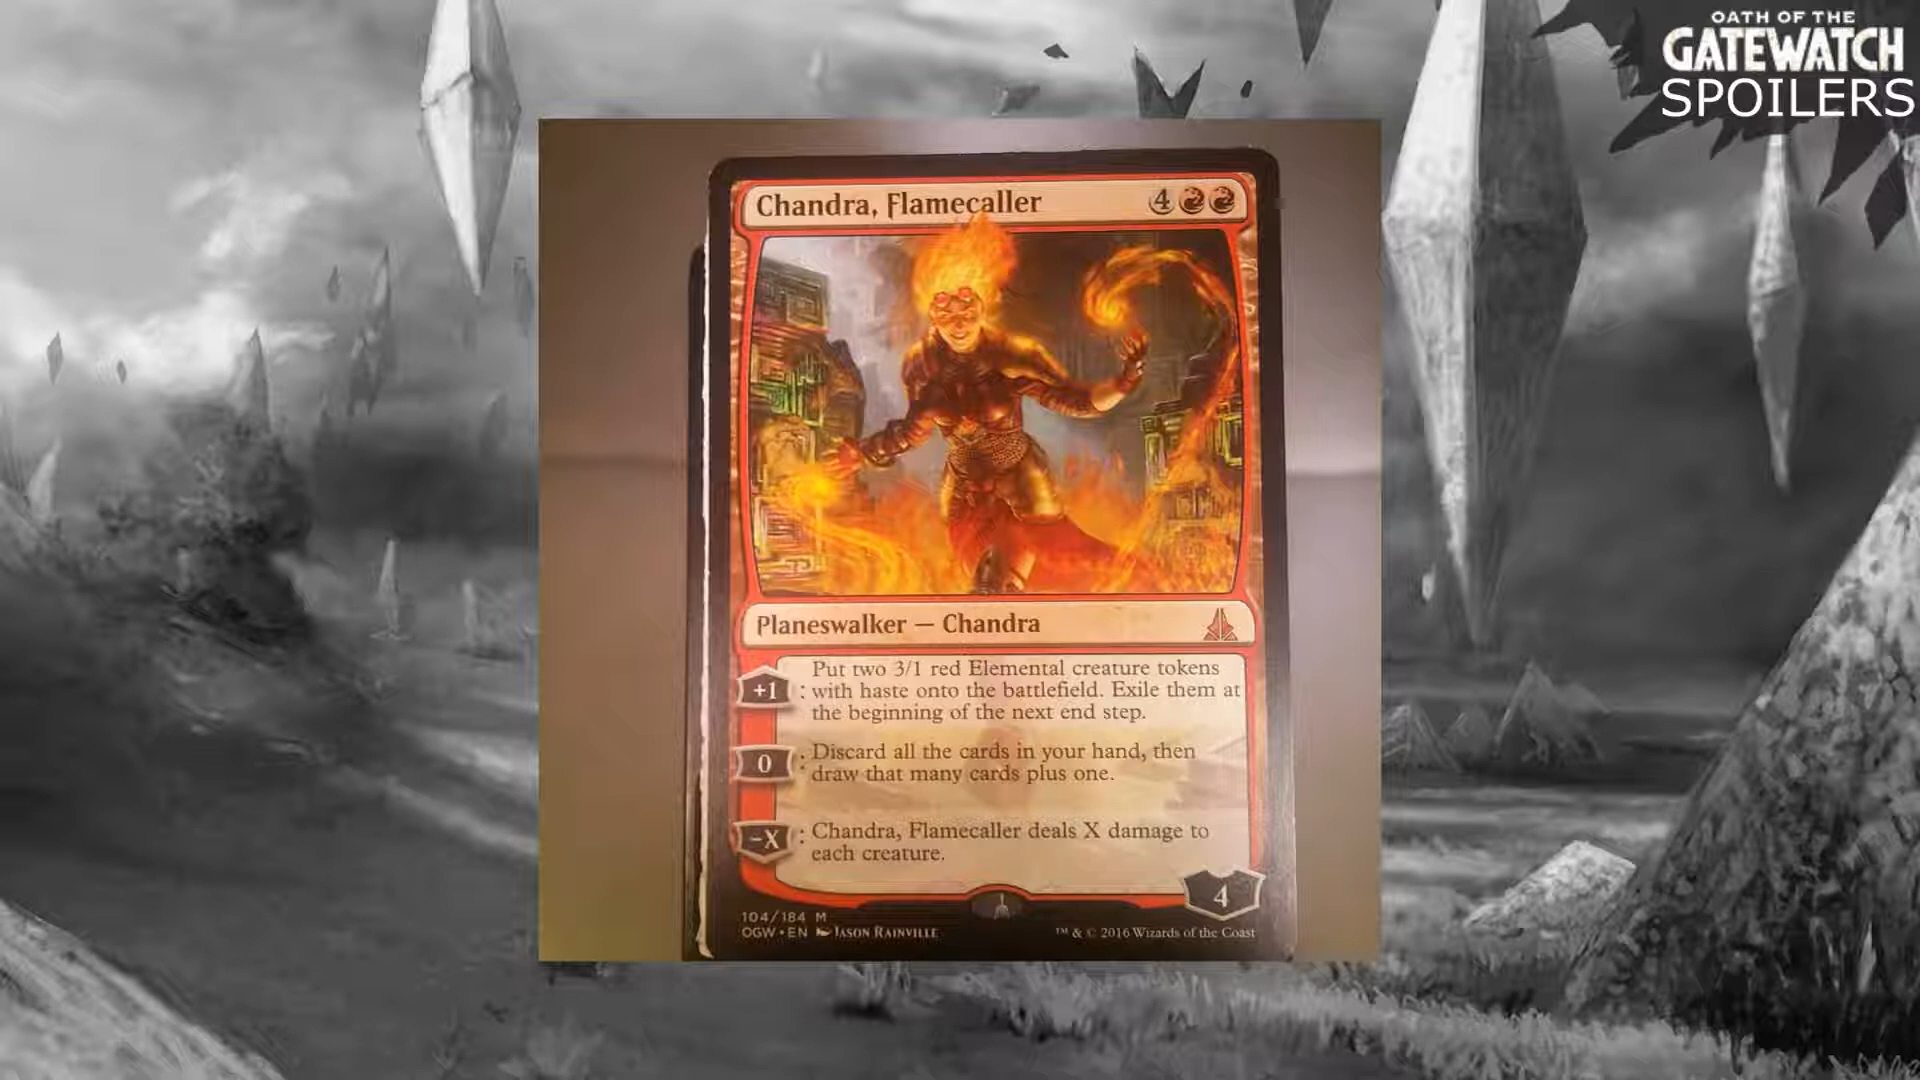 OATH OF THE
GATEWATCH
SPOILERS
Chandra, Flamecaller 4
Planeswalker — Chandra
+1 : Put two 3/1 red Elemental creature tokens
with haste onto the battlefield. Exile them at
the beginning of the next end step.
0 : Discard all the cards in your hand, then
draw that many cards plus one.
-X : Chandra, Flamecaller deals X damage to
each creature.
4
104/184 M
OGW • EN JASON RAINVILLE
™ & © 2016 Wizards of the Coast